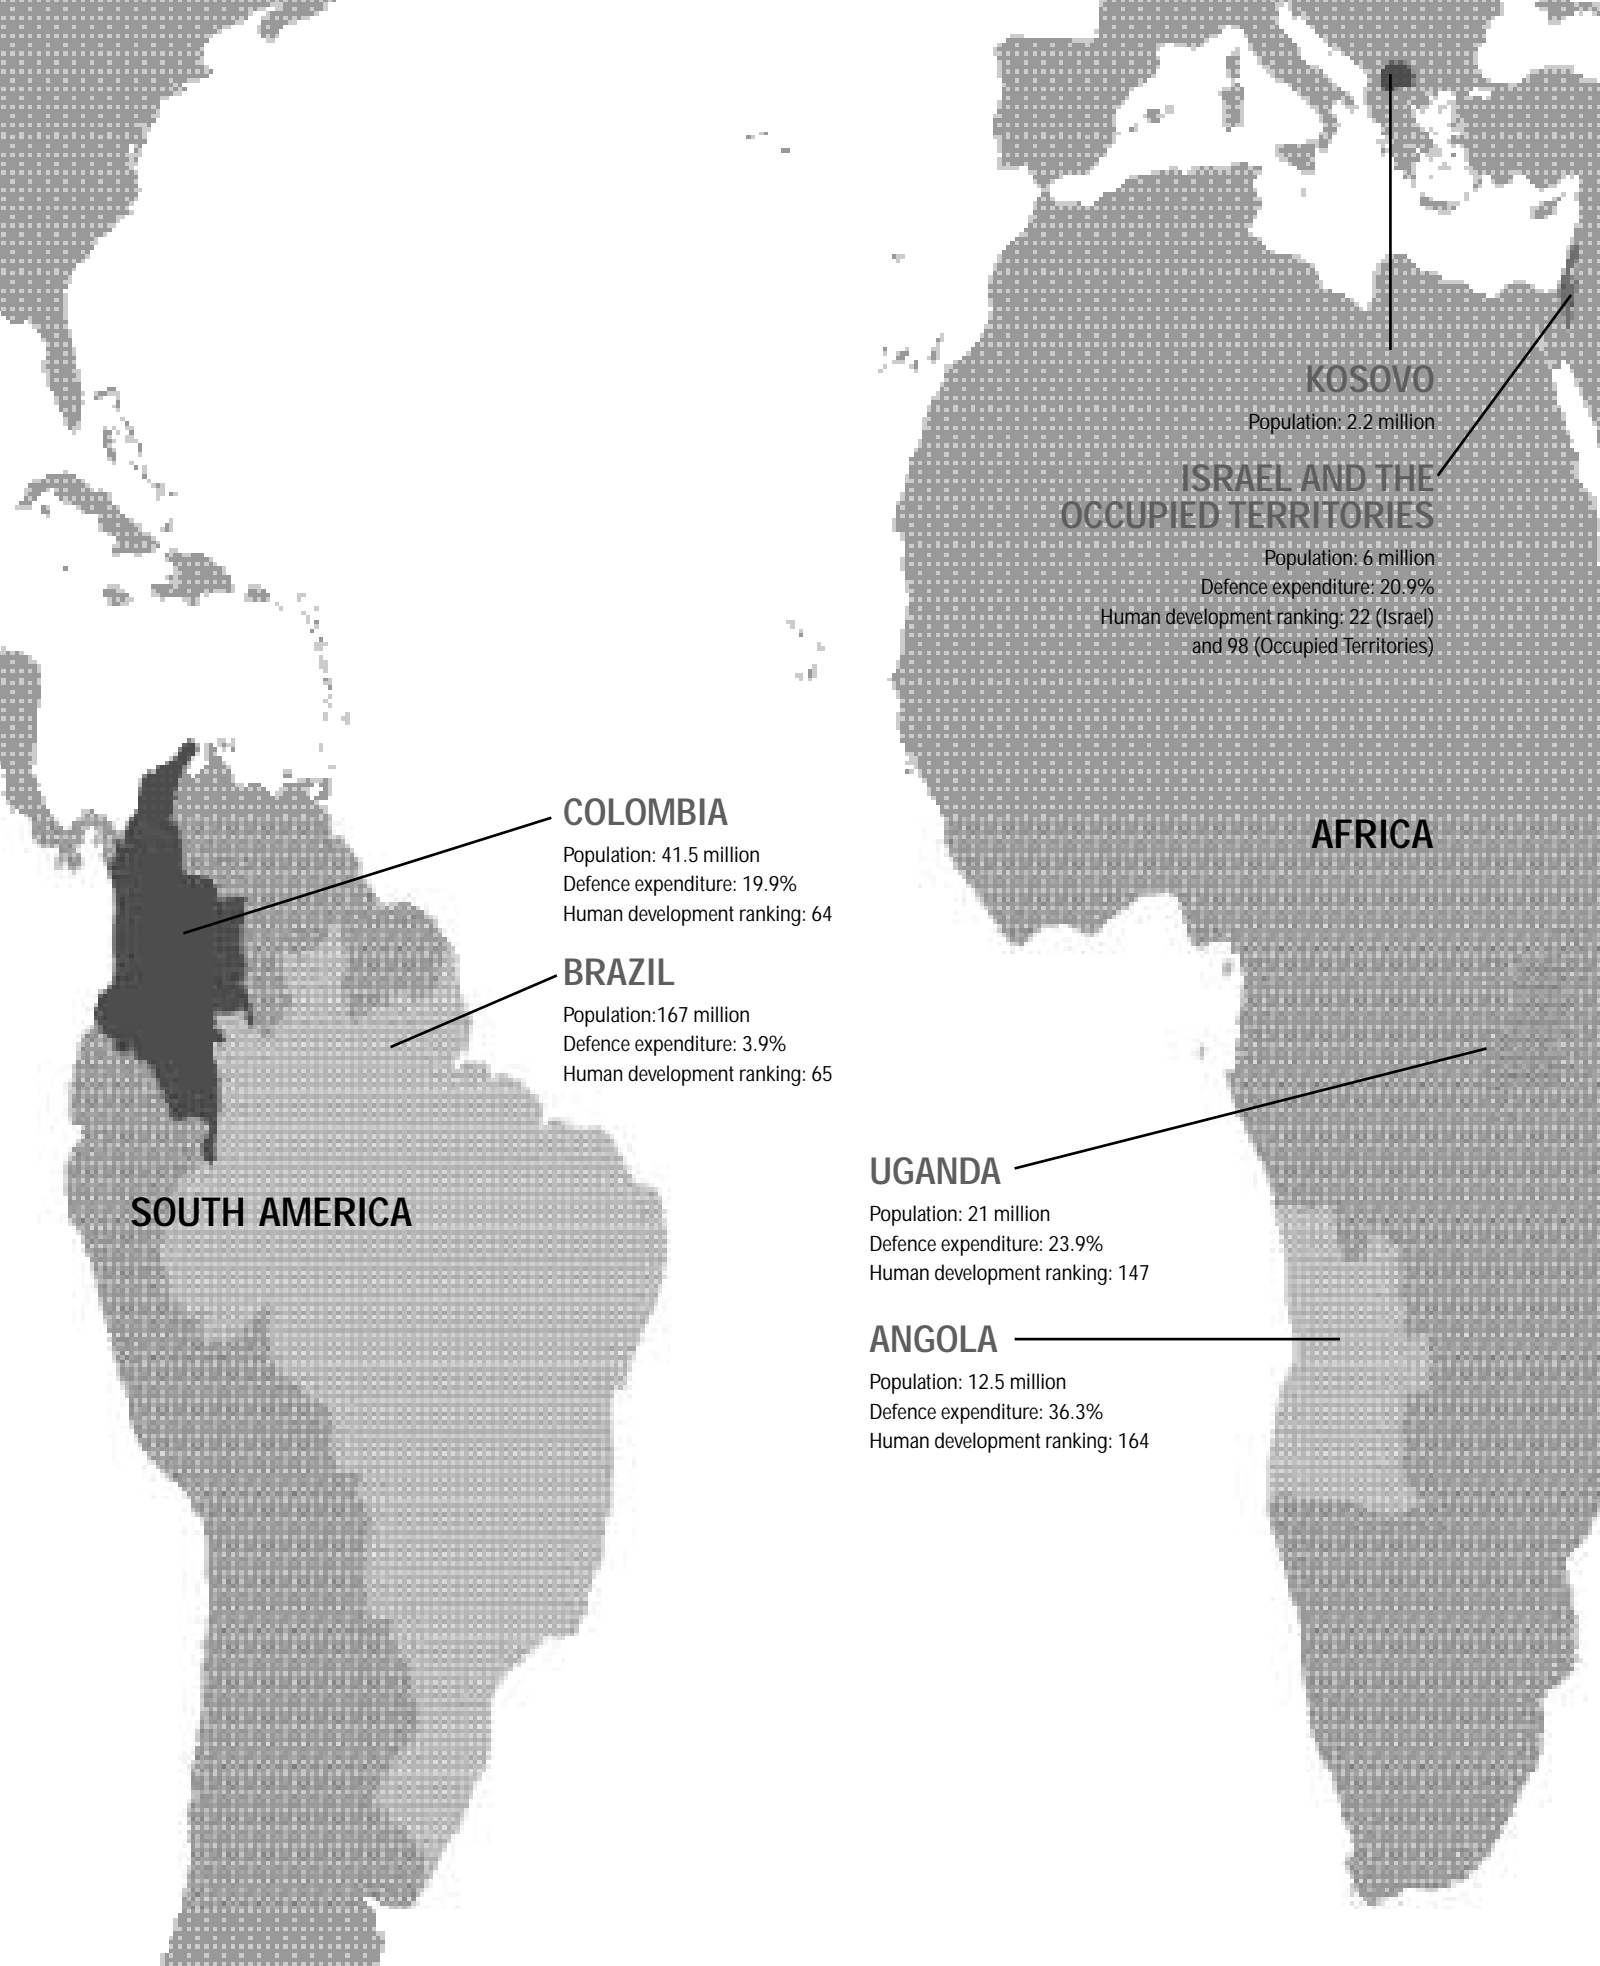 KOSOVO
Population: 2.2 million
ISRAEL AND THE
OCCUPIED TERRITORIES
Population: 6 million
Defence expenditure: 20.9%
Human development ranking: 22 (Israel)
and 98 (Occupied Territories)
COLOMBIA
Population: 41.5 million
Defence expenditure: 19.9%
Human development ranking: 64
AFRICA
BRAZIL
Population:167 million
Defence expenditure: 3.9%
Human development ranking: 65
UGANDA
Population: 21 million
Defence expenditure: 23.9%
Human development ranking: 147
SOUTH AMERICA
ANGOLA
Population: 12.5 million
Defence expenditure: 36.3%
Human development ranking: 164